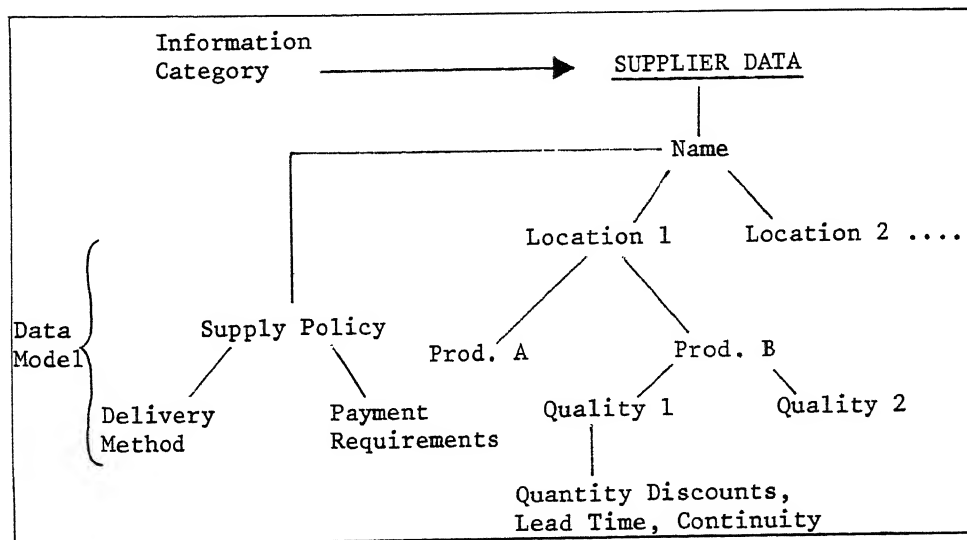 Information
Category
SUPPLIER DATA
Name
Location 1
Location 2 ....
Data
Model
Supply Policy
Prod. A
Prod. B
Delivery
Method
Payment
Requirements
Quality 1
Quality 2
Quantity Discounts,
Lead Time, Continuity